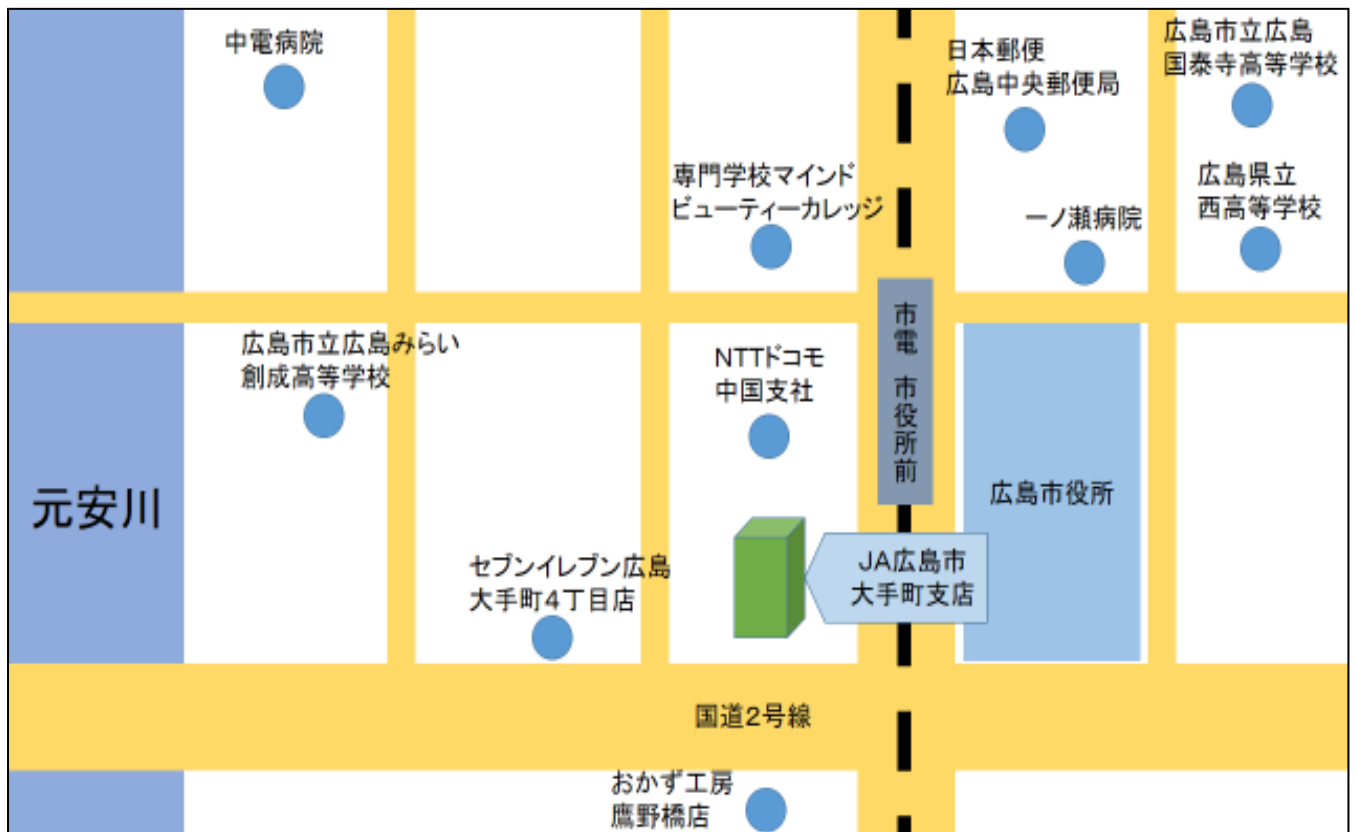 中電病院
日本郵便
広島中央郵便局
広島市立広島
国泰寺高等学校
専門学校マインド
ビューティーカレッジ
一ノ瀬病院
広島県立
西高等学校
広島市立広島みらい
創成高等学校
NTTドコモ
中国支社
市電 市役所前
元安川
広島市役所
セブンイレブン広島
大手町4丁目店
JA広島市
大手町支店
国道2号線
おかず工房
鷹野橋店